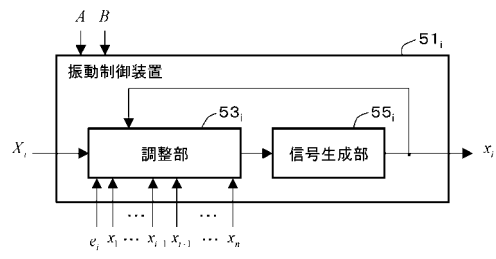 A B
51i
振動制御装置
53i
55i
Xi
調整部
信号生成部
xi
… … …
ei x1 … xi-1 xi+1 … xn